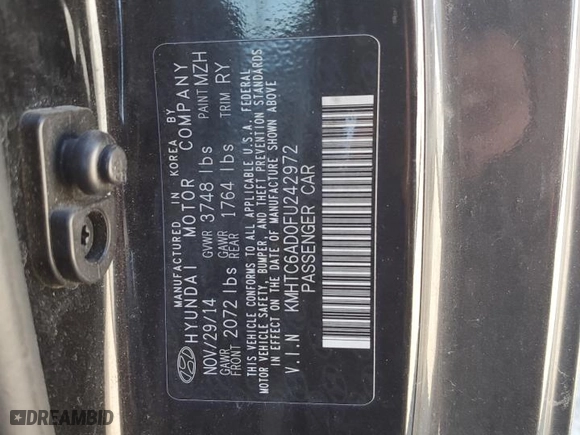 MANUFACTURED IN KOREA BY
HYUNDAI MOTOR COMPANY
NOV/29/14 GVWR 3748 lbs PAINT MZH
GAWR FRONT 2072 lbs GAWR REAR 1764 lbs TRIM RY
THIS VEHICLE CONFORMS TO ALL APPLICABLE U.S.A. FEDERAL
MOTOR VEHICLE SAFETY, BUMPER, AND THEFT PREVENTION STANDARDS
IN EFFECT ON THE DATE OF MANUFACTURE SHOWN ABOVE
V.I.N KMHTC6AD0FU242972
PASSENGER CAR
DREAMBID